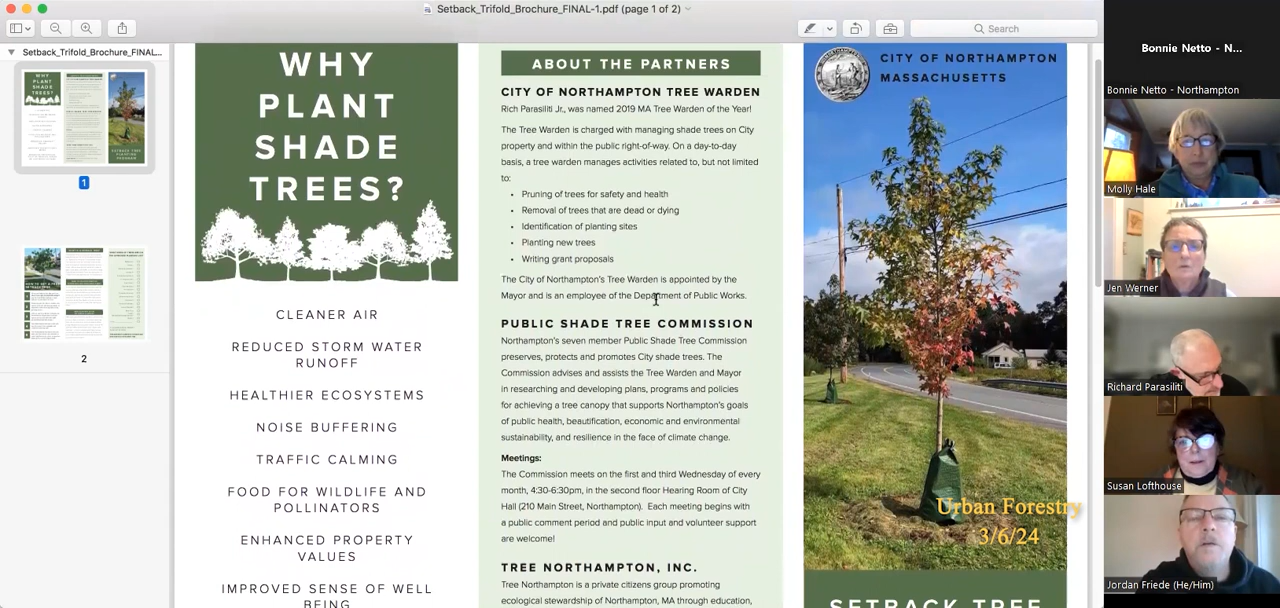 Setback_Trifold_Brochure_FINAL-1.pdf (page 1 of 2)
Search
Setback_Trifold_Brochure_FINAL...
1
2
WHY
PLANT
SHADE
TREES?
CLEANER AIR
REDUCED STORM WATER
RUNOFF
HEALTHIER ECOSYSTEMS
NOISE BUFFERING
TRAFFIC CALMING
FOOD FOR WILDLIFE AND
POLLINATORS
ENHANCED PROPERTY
VALUES
IMPROVED SENSE OF WELL
BEING
ABOUT THE PARTNERS
CITY OF NORTHAMPTON TREE WARDEN
Rich Parasiliti Jr., was named 2019 MA Tree Warden of the Year!
The Tree Warden is charged with managing shade trees on City
property and within the public right-of-way. On a day-to-day
basis, a tree warden manages activities related to, but not limited
to:
• Pruning of trees for safety and health
• Removal of trees that are dead or dying
• Identification of planting sites
• Planting new trees
• Writing grant proposals
The City of Northampton's Tree Warden is appointed by the
Mayor and is an employee of the Department of Public Works.
PUBLIC SHADE TREE COMMISSION
Northampton's seven member Public Shade Tree Commission
preserves, protects and promotes City shade trees. The
Commission advises and assists the Tree Warden and Mayor
in researching and developing plans, programs and policies
for achieving a tree canopy that supports Northampton's goals
of public health, beautification, economic and environmental
sustainability, and resilience in the face of climate change.
Meetings:
The Commission meets on the first and third Wednesday of every
month, 4:30-6:30pm, in the second floor Hearing Room of City
Hall (210 Main Street, Northampton). Each meeting begins with
a public comment period and public input and volunteer support
are welcome!
TREE NORTHAMPTON, INC.
Tree Northampton is a private citizens group promoting
ecological stewardship of Northampton, MA through education,
CITY OF NORTHAMPTON
MASSACHUSETTS
Urban Forestry
3/6/24
SETBACK TREE
Bonnie Netto - N...
Bonnie Netto - Northampton
Molly Hale
Jen Werner
Richard Parasiliti
Susan Lofthouse
Jordan Friede (He/Him)